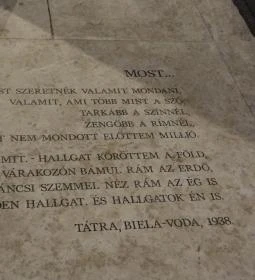 MOST...
ST SZERETNÉK VALAMIT MONDANI,
VALAMIT, AMI TÖBB MINT A SZÓ,
TARKÁBB A SZÍNNÉL,
ZENGŐBB A RÍMNÉL,
T NEM MONDOTT ELŐTTEM MILLIÓ.
MIT. - HALLGAT KÖRÖTTEM A FÖLD,
VÁRAKOZÓN BÁMUL RÁM AZ ERDŐ,
ÁNCSI SZEMMEL NÉZ RÁM AZ ÉG IS
DEN HALLGAT. ÉS HALLGATOK ÉN IS.
TÁTRA, BIELA-VODA, 1938.